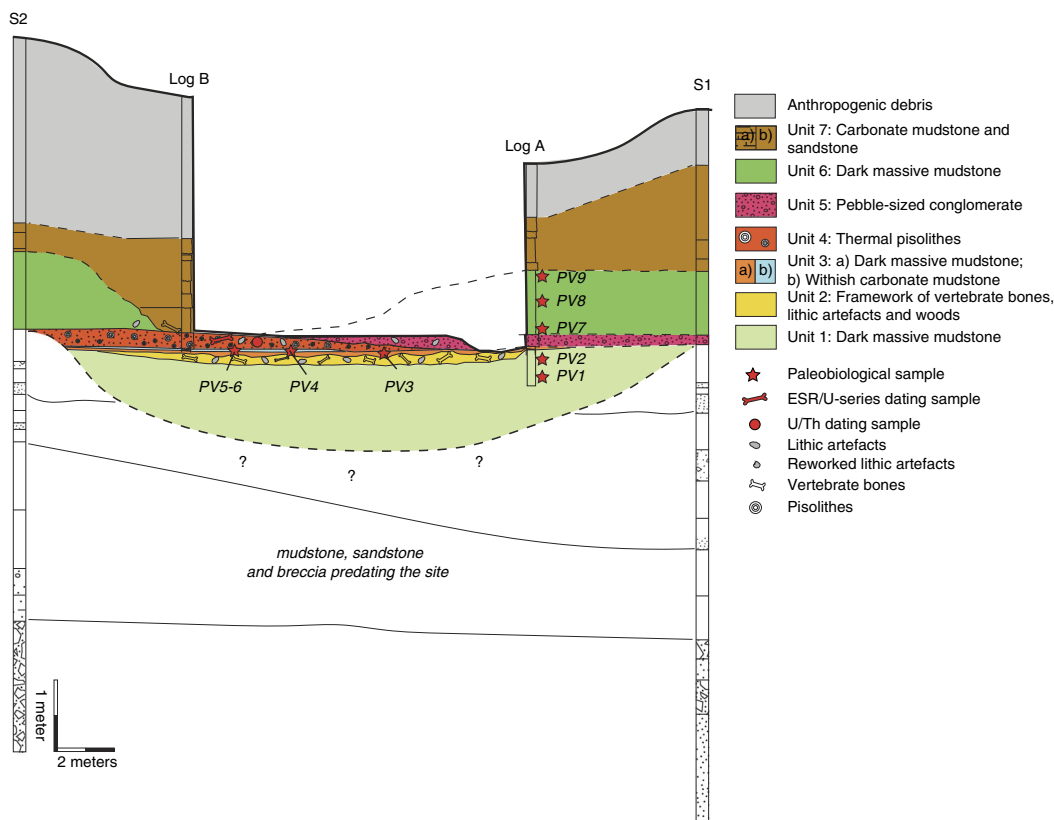 S2
Log B
Log A
S1
PV9
PV8
PV7
PV2
PV1
PV5-6
PV4
PV3
?
?
?
mudstone, sandstone
and breccia predating the site
1 meter
2 meters
Anthropogenic debris
a) b)
Unit 7: Carbonate mudstone and
sandstone
Unit 6: Dark massive mudstone
Unit 5: Pebble-sized conglomerate
Unit 4: Thermal pisolithes
a) b)
Unit 3: a) Dark massive mudstone;
b) Withish carbonate mudstone
Unit 2: Framework of vertebrate bones,
lithic artefacts and woods
Unit 1: Dark massive mudstone
Paleobiological sample
ESR/U-series dating sample
U/Th dating sample
Lithic artefacts
Reworked lithic artefacts
Vertebrate bones
Pisolithes